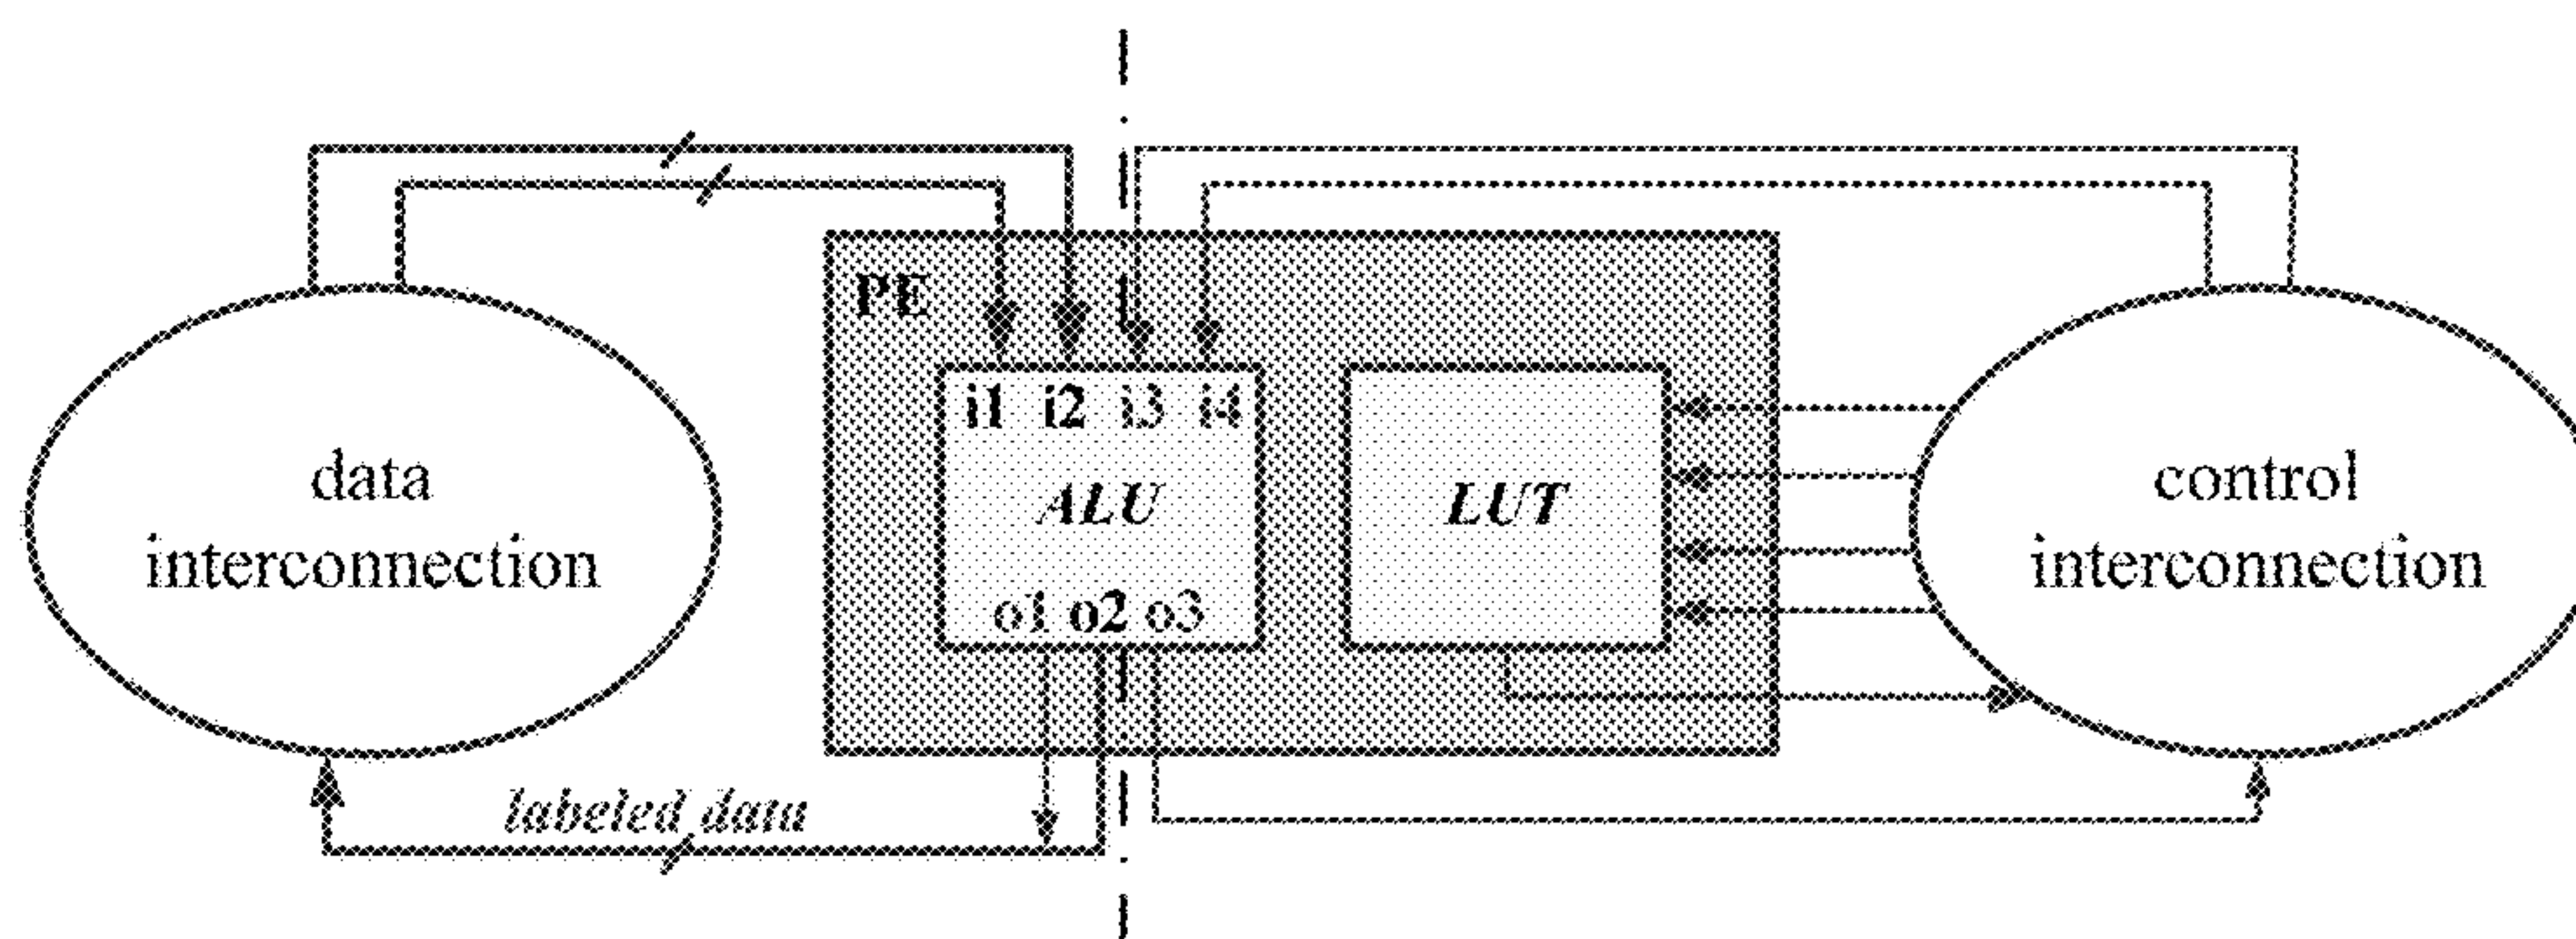 PE
i1 i2 i3 i4
ALU
o1 o2 o3
LUT
data
interconnection
control
interconnection
labeled data